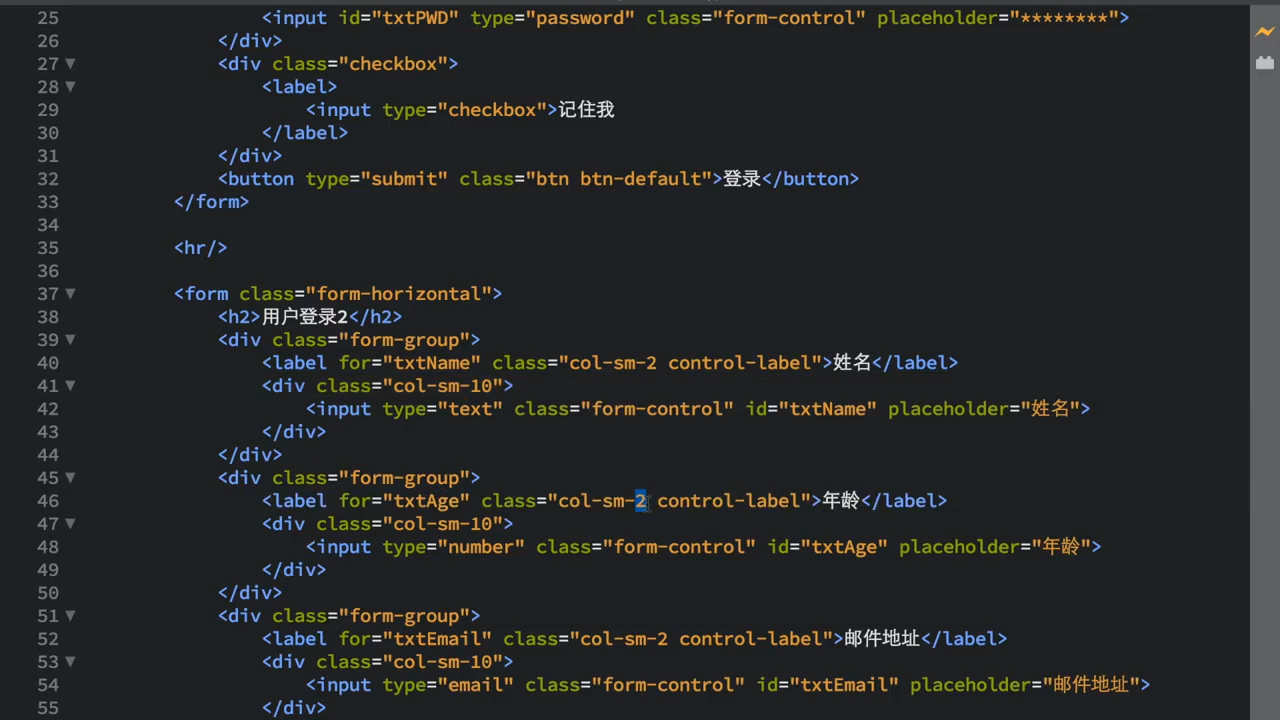 25 <input id="txtPWD" type="password" class="form-control" placeholder="********">
26 </div>
27 <div class="checkbox">
28 <label>
29 <input type="checkbox">记住我
30 </label>
31 </div>
32 <button type="submit" class="btn btn-default">登录</button>
33 </form>
34
35 <hr/>
36
37 <form class="form-horizontal">
38 <h2>用户登录2</h2>
39 <div class="form-group">
40 <label for="txtName" class="col-sm-2 control-label">姓名</label>
41 <div class="col-sm-10">
42 <input type="text" class="form-control" id="txtName" placeholder="姓名">
43 </div>
44 </div>
45 <div class="form-group">
46 <label for="txtAge" class="col-sm-2 control-label">年龄</label>
47 <div class="col-sm-10">
48 <input type="number" class="form-control" id="txtAge" placeholder="年龄">
49 </div>
50 </div>
51 <div class="form-group">
52 <label for="txtEmail" class="col-sm-2 control-label">邮件地址</label>
53 <div class="col-sm-10">
54 <input type="email" class="form-control" id="txtEmail" placeholder="邮件地址">
55 </div>